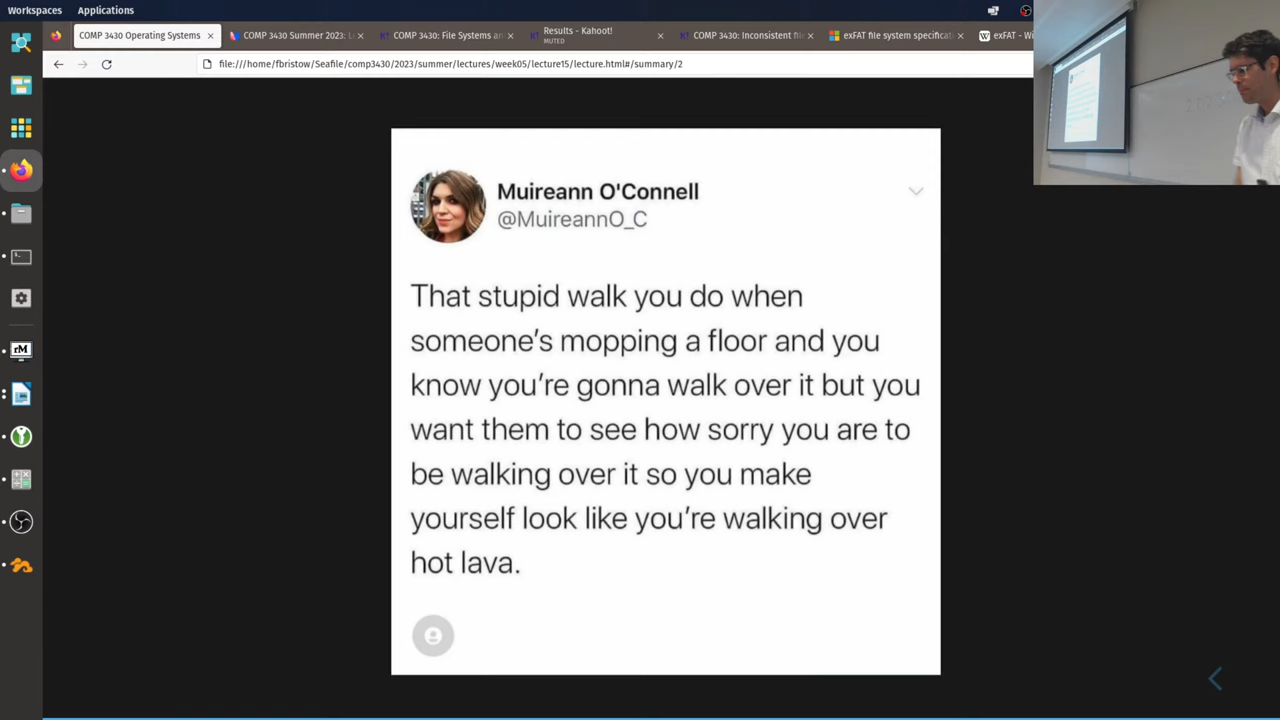 Workspaces Applications
COMP 3430 Operating Systems
COMP 3430 Summer 2023: L
COMP 3430: File Systems an
Results - Kahoot!
MUTED
COMP 3430: Inconsistent file
exFAT file system specificat
exFAT - Wi
file:///home/fbristow/Seafile/comp3430/2023/summer/lectures/week05/lecture15/lecture.html#/summary/2
Muireann O'Connell
@MuireannO_C
That stupid walk you do when
someone's mopping a floor and you
know you're gonna walk over it but you
want them to see how sorry you are to
be walking over it so you make
yourself look like you're walking over
hot lava.
rM